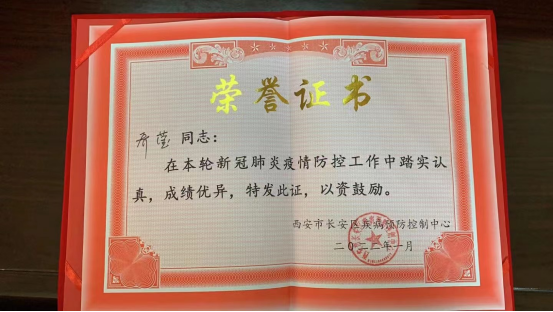 荣誉证书
乔莹 同志：
在本轮新冠肺炎疫情防控工作中踏实认
真，成绩优异，特发此证，以资鼓励。
西安市长安区疾病预防控制中心
二〇二二年一月